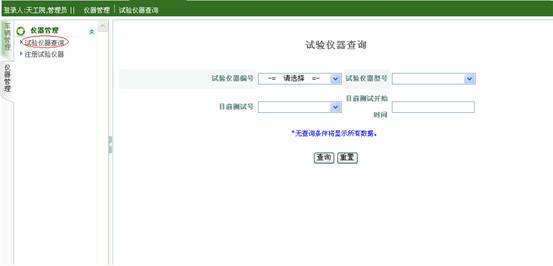 登录人:天工院,管理员 || 仪器管理 | 试验仪器查询
车辆管理
仪器管理
仪器管理
试验仪器查询
注册试验仪器
试验仪器查询
试验仪器编号 -= 请选择 =- 试验仪器型号
目前测试号 目前测试开始时间
*无查询条件将显示所有数据。
查询 重置